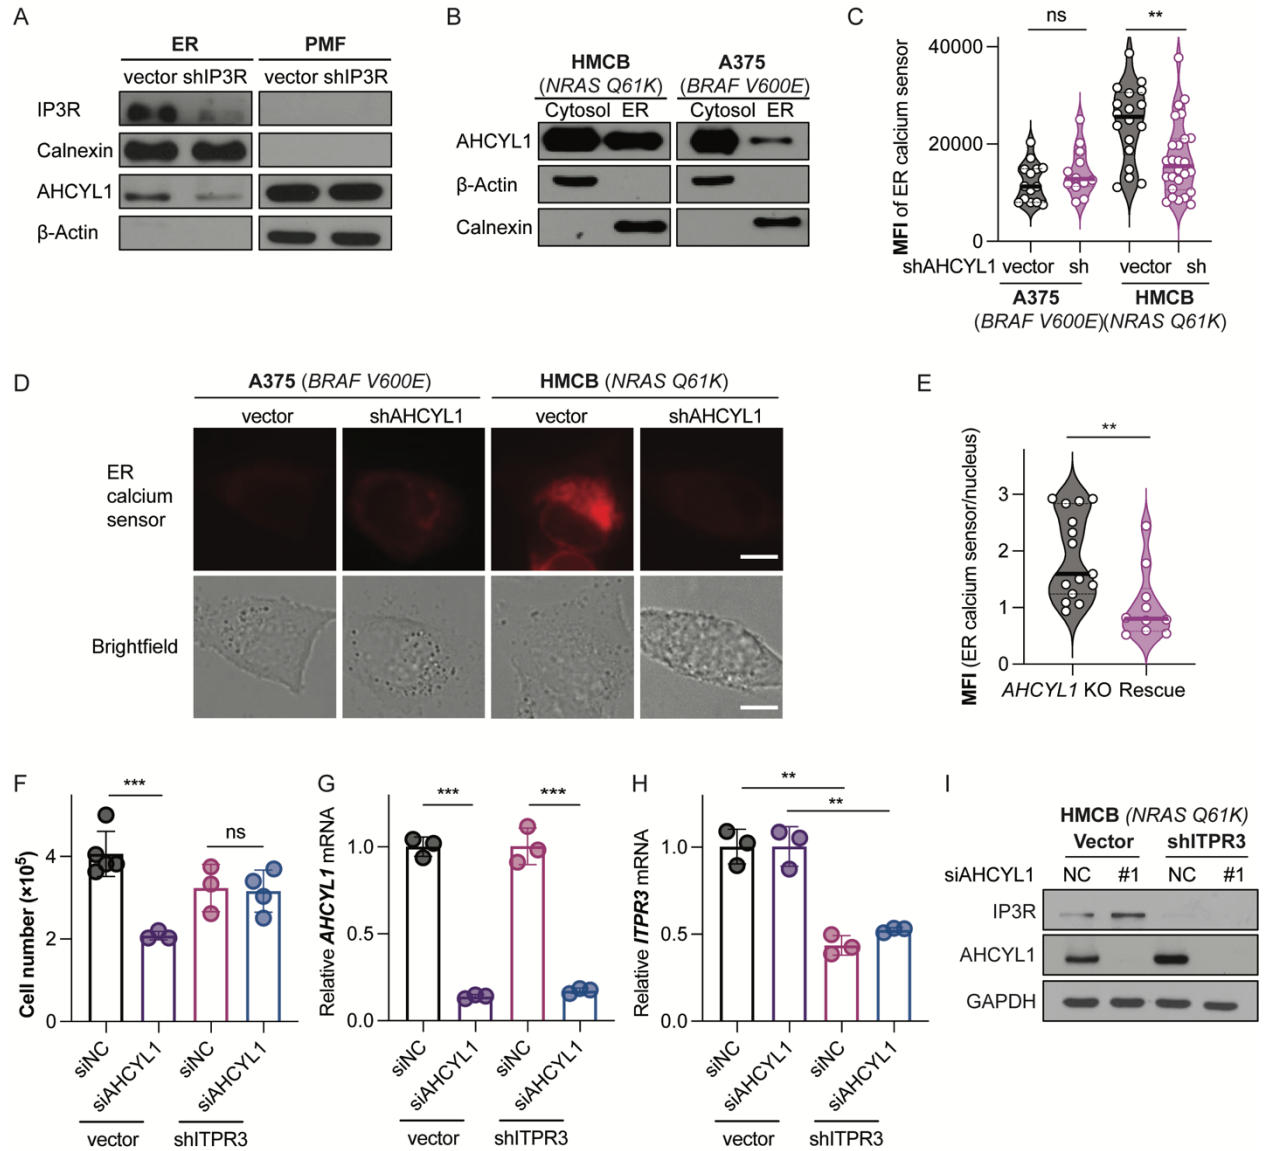 A
ER PMF
vector shIP3R vector shIP3R
IP3R
Calnexin
AHCYL1
β-Actin
B
HMCB A375
(NRAS Q61K) (BRAF V600E)
Cytosol ER Cytosol ER
AHCYL1
β-Actin
Calnexin
C
ns **
MFI of ER calcium sensor
40000
20000
0
shAHCYL1 vector sh vector sh
A375 HMCB
(BRAF V600E)(NRAS Q61K)
D
A375 (BRAF V600E) HMCB (NRAS Q61K)
vector shAHCYL1 vector shAHCYL1
ER
calcium
sensor
Brightfield
E
**
MFI (ER calcium sensor/nucleus)
3
2
1
0
AHCYL1 KO Rescue
F
***
ns
Cell number (×10⁵)
4
2
0
siNC siAHCYL1 siNC siAHCYL1
vector shITPR3
G
*** ***
Relative AHCYL1 mRNA
1.0
0.5
0.0
siNC siAHCYL1 siNC siAHCYL1
vector shITPR3
H
**
**
Relative ITPR3 mRNA
1.0
0.5
0.0
siNC siAHCYL1 siNC siAHCYL1
vector shITPR3
I
HMCB (NRAS Q61K)
Vector shITPR3
siAHCYL1 NC #1 NC #1
IP3R
AHCYL1
GAPDH